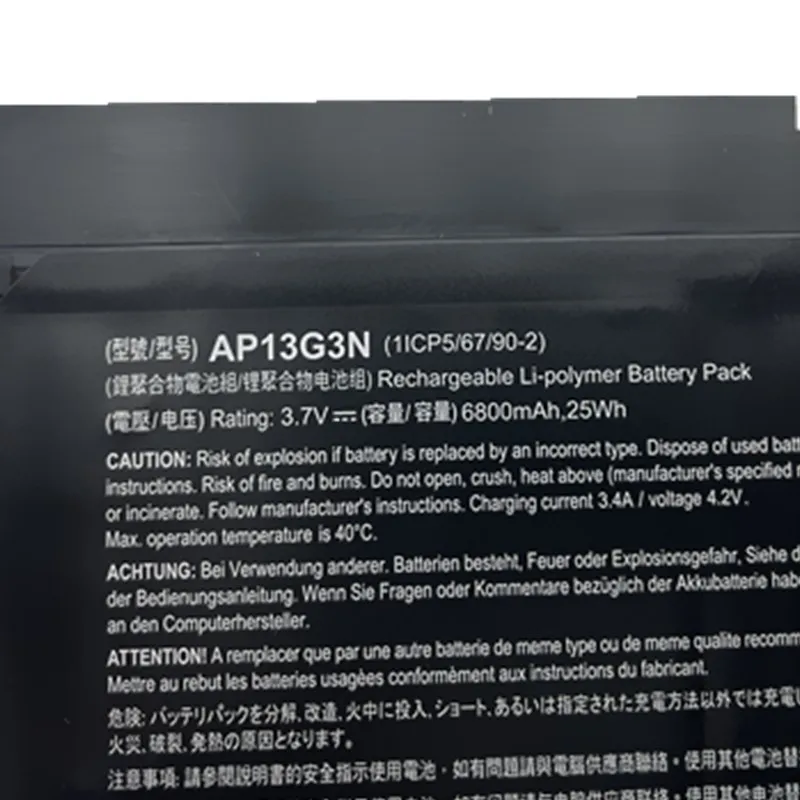 (型號/型号) AP13G3N (1ICP5/67/90-2)
(鋰聚合物電池組/锂聚合物电池组) Rechargeable Li-polymer Battery Pack
(電壓/电压) Rating: 3.7V⎓(容量/容量) 6800mAh,25Wh
CAUTION: Risk of explosion if battery is replaced by an incorrect type. Dispose of used batt
instructions. Risk of fire and burns. Do not open, crush, heat above (manufacturer's specified
or incinerate. Follow manufacturer's instructions. Charging current 3.4A / voltage 4.2V.
Max. operation temperature is 40°C.
ACHTUNG: Bei Verwendung anderer. Batterien besteht, Feuer oder Explosionsgefahr, Siehe d
der Bedienungsanleitung. Wenn Sie Fragen oder Kommentare bezüglich der Akkubatterie hab
an den Computerhersteller.
ATTENTION! A remplacer que par une autre batterie de meme type ou de meme qualite recomm
Mettre au rebut les batteries usagées conformèment aux instructions du fabricant.
危険: バッテリパックを分解、改造、火中に投入、ショート、あるいは指定された充電方法以外では充電
火災、破裂、発熱の原因となります。
注意事項: 請參閱說明書的安全指示使用電池。如有問題請與電腦供應商聯絡。使用其他電池替